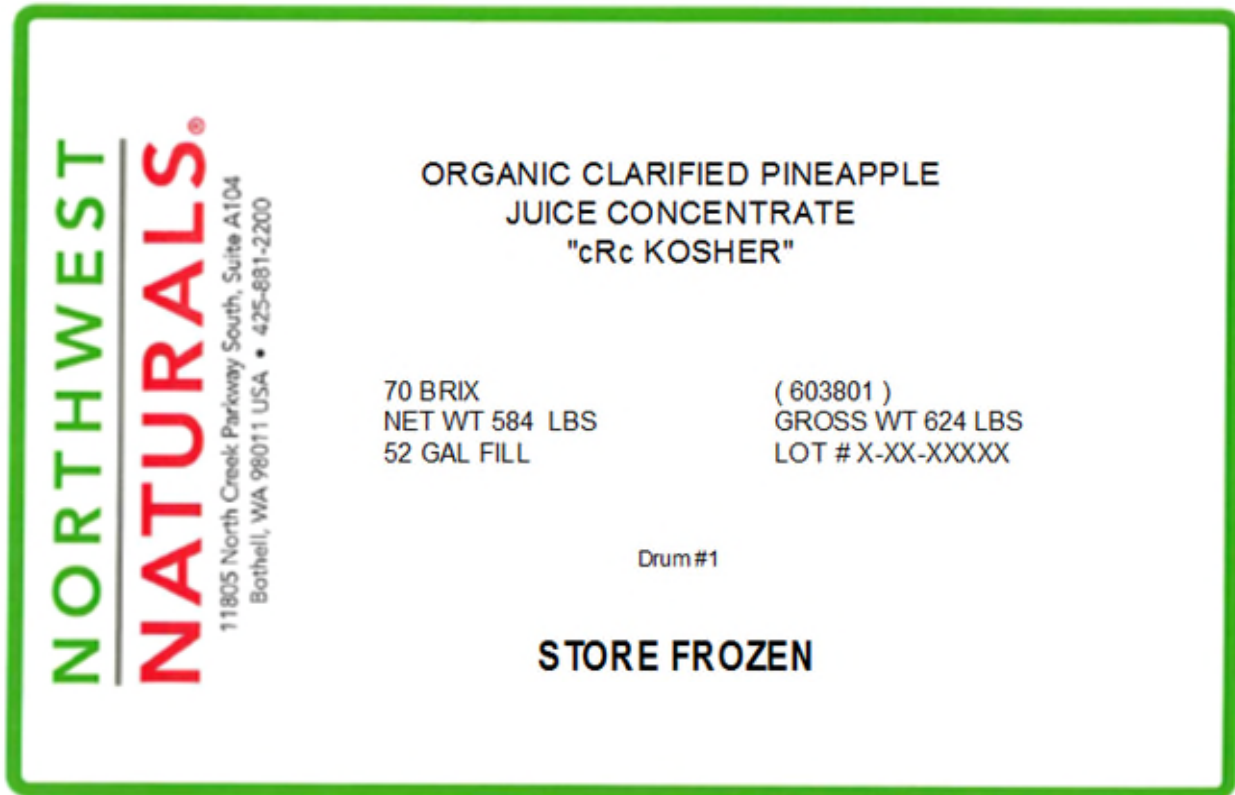 NORTHWEST
NATURALS®
11805 North Creek Parkway South, Suite A104
Bothell, WA 98011 USA • 425-881-2200
ORGANIC CLARIFIED PINEAPPLE
JUICE CONCENTRATE
"cRc KOSHER"
70 BRIX
NET WT 584 LBS
52 GAL FILL
( 603801 )
GROSS WT 624 LBS
LOT # X-XX-XXXXX
Drum #1
STORE FROZEN